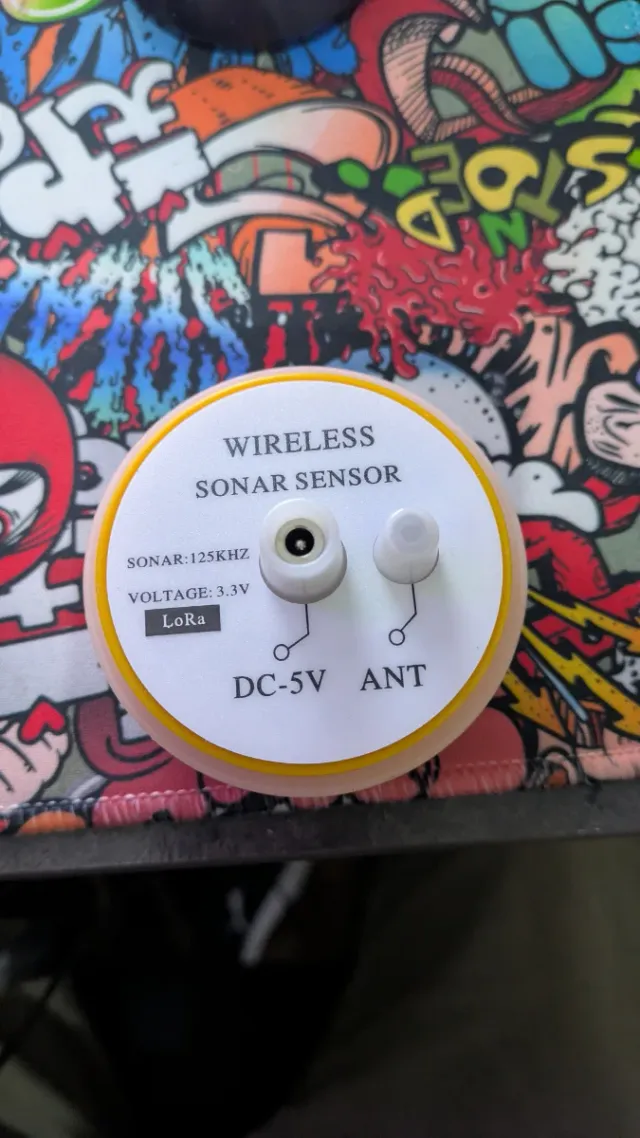 WIRELESS
SONAR SENSOR
SONAR:125KHZ
VOLTAGE: 3.3V
LoRa
DC-5V
ANT